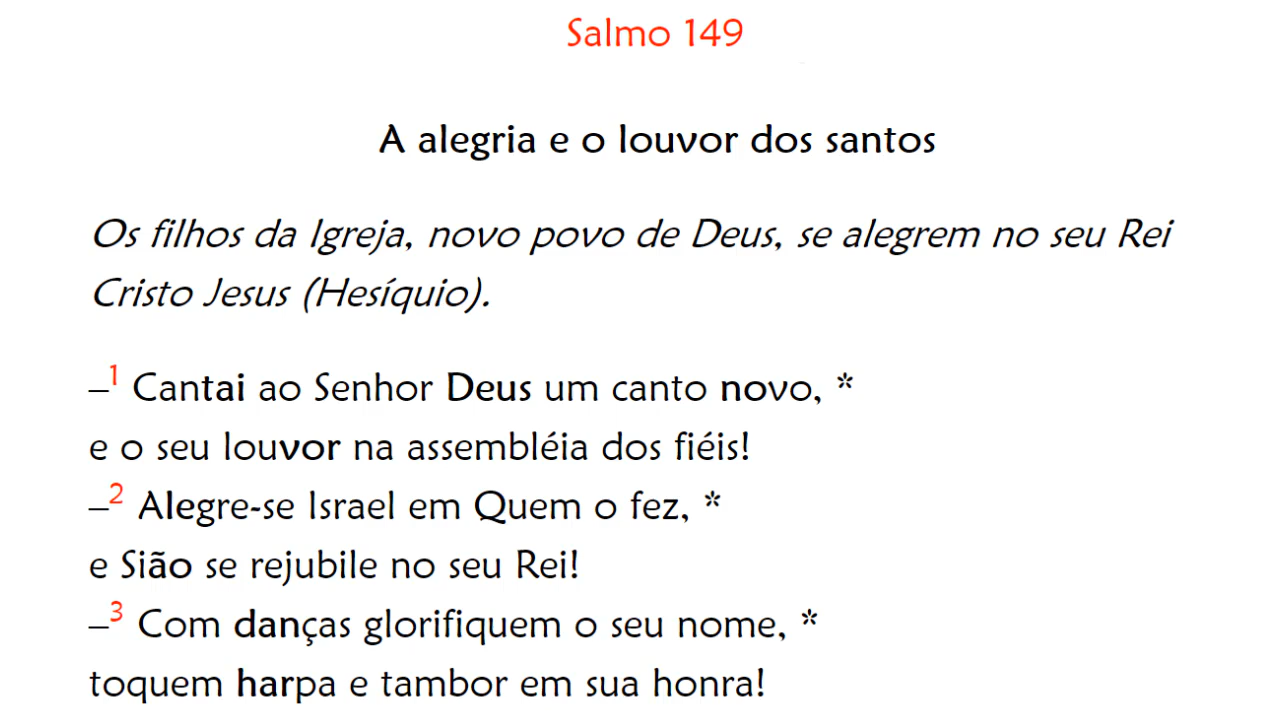 Salmo 149
A alegria e o louvor dos santos
Os filhos da Igreja, novo povo de Deus, se alegrem no seu Rei
Cristo Jesus (Hesíquio).
–1 Cantai ao Senhor Deus um canto novo, *
e o seu louvor na assembléia dos fiéis!
–2 Alegre-se Israel em Quem o fez, *
e Sião se rejubile no seu Rei!
–3 Com danças glorifiquem o seu nome, *
toquem harpa e tambor em sua honra!